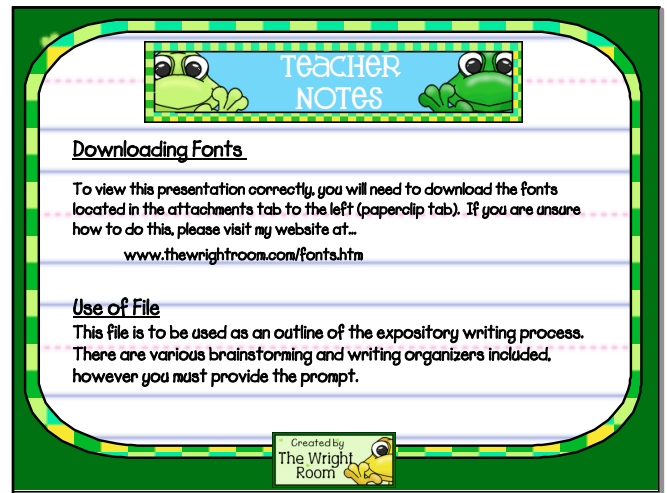 TEACHER
NOTES
Downloading Fonts
To view this presentation correctly, you will need to download the fonts
located in the attachments tab to the left (paperclip tab). If you are unsure
how to do this, please visit my website at...
www.thewrightroom.com/fonts.htm
Use of File
This file is to be used as an outline of the expository writing process.
There are various brainstorming and writing organizers included,
however you must provide the prompt.
Created by
The Wright
Room